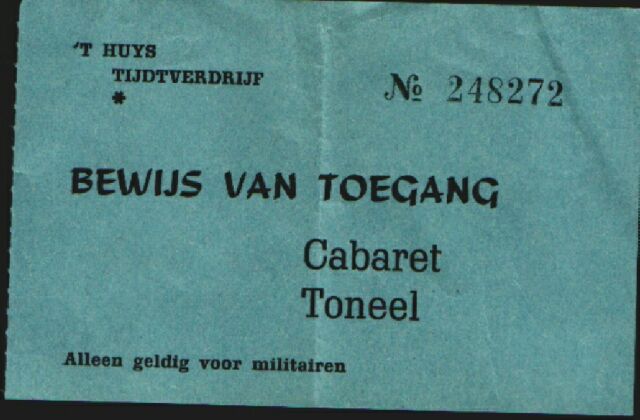 'T HUYS
TIJDTVERDRIJF
*
№ 248272
BEWIJS VAN TOEGANG
Cabaret
Toneel
Alleen geldig voor militairen